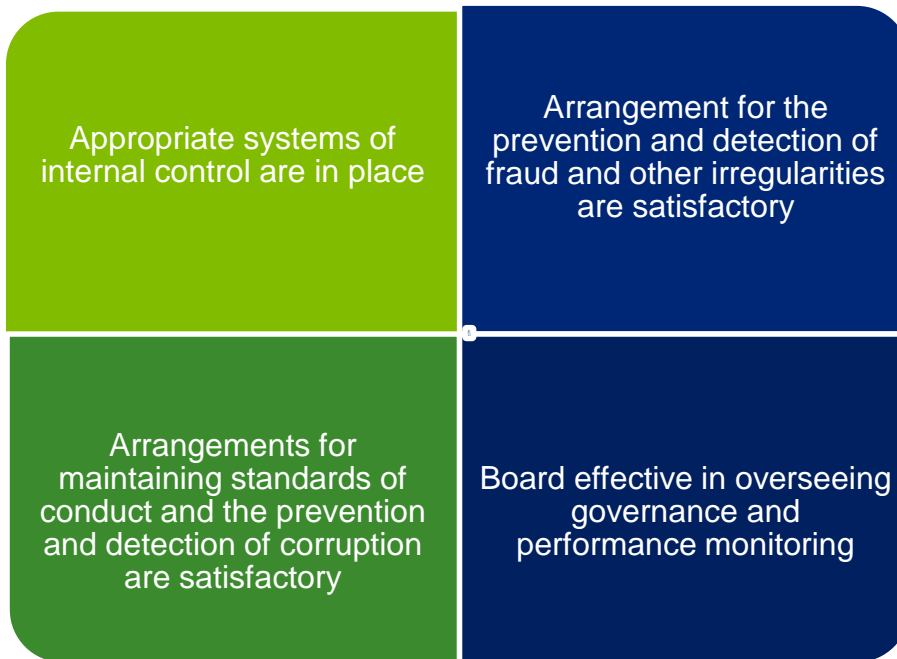 Appropriate systems of
internal control are in place
Arrangement for the
prevention and detection of
fraud and other irregularities
are satisfactory
Arrangements for
maintaining standards of
conduct and the prevention
and detection of corruption
are satisfactory
Board effective in overseeing
governance and
performance monitoring